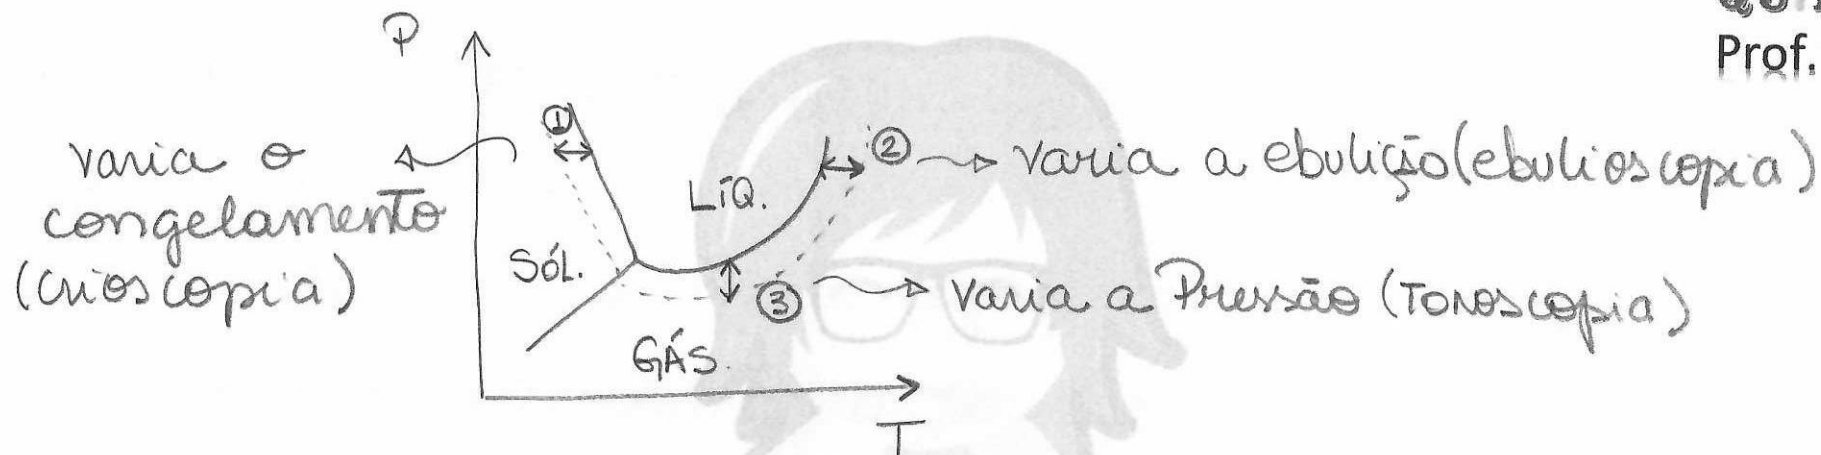 Prof.
P
①
②
varia o
congelamento
(crioscopia)
LÍQ.
varia a ebulição (ebulioscopia)
SÓL.
③
varia a Pressão (Tonoscopia)
GÁS.
T